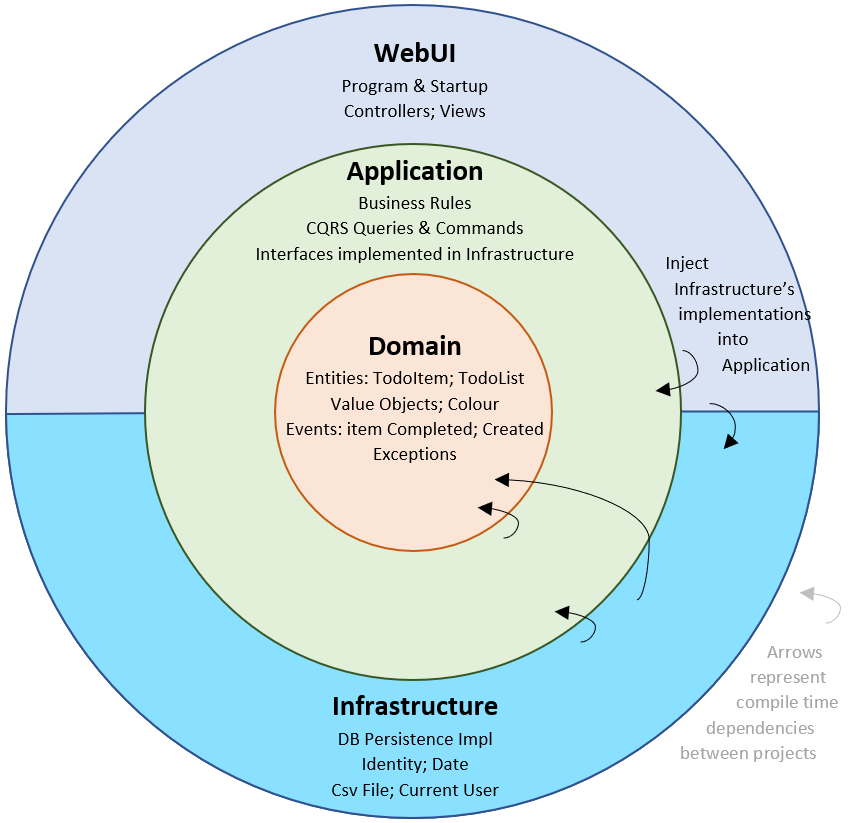 WebUI
Program & Startup
Controllers; Views
Application
Business Rules
CQRS Queries & Commands
Interfaces implemented in Infrastructure
Inject
Infrastructure’s
implementations
into
Application
Domain
Entities: TodoItem; TodoList
Value Objects; Colour
Events: item Completed; Created
Exceptions
Infrastructure
DB Persistence Impl
Identity; Date
Csv File; Current User
Arrows
represent
compile time
dependencies
between projects